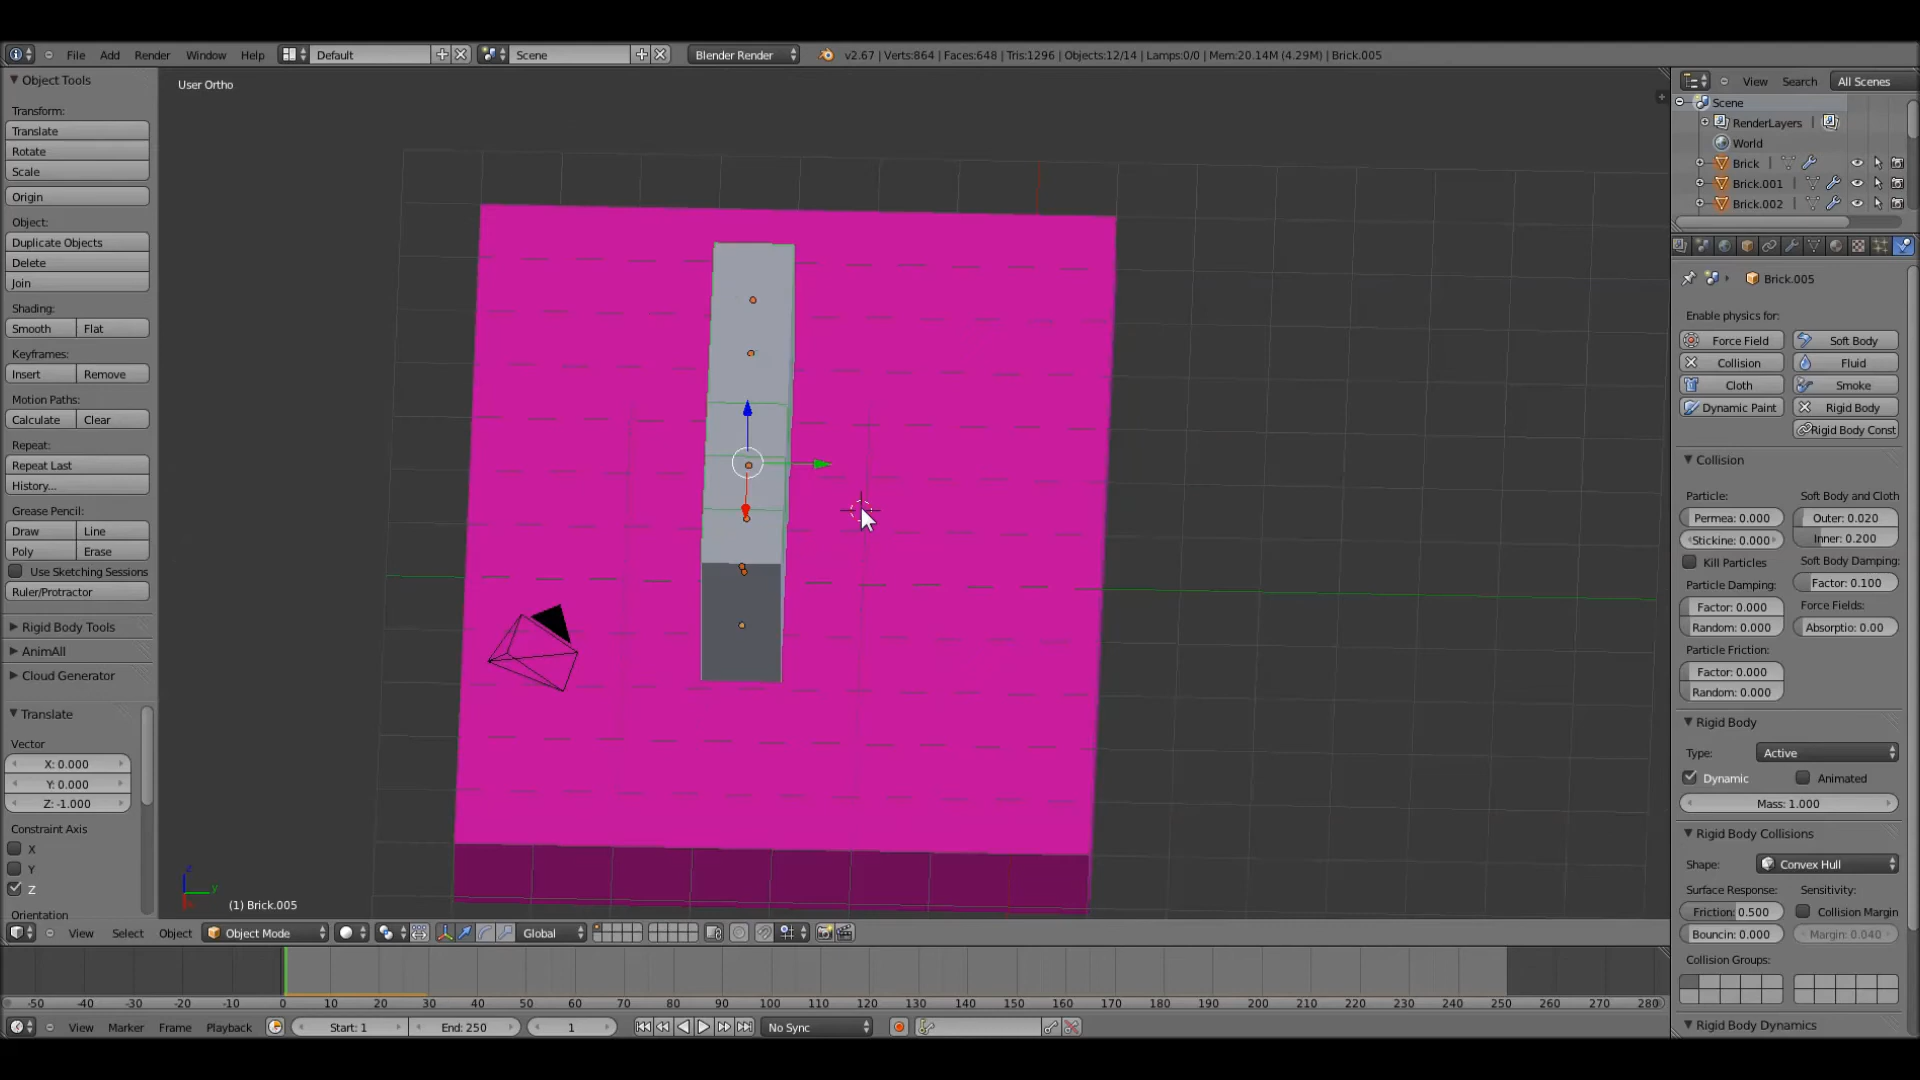 File Add Render Window Help Default Scene Blender Render v2.67 | Verts:864 | Faces:648 | Tris:1296 | Objects:12/14 | Lamps:0/0 | Mem:20.14M (4.29M) | Brick.005
Object Tools
Transform:
Translate
Rotate
Scale
Origin
Object:
Duplicate Objects
Delete
Join
Shading:
Smooth Flat
Keyframes:
Insert Remove
Motion Paths:
Calculate Clear
Repeat:
Repeat Last
History...
Grease Pencil:
Draw Line
Poly Erase
Use Sketching Sessions
Ruler/Protractor
Rigid Body Tools
AnimAll
Cloud Generator
Translate
Vector
X: 0.000
Y: 0.000
Z: -1.000
Constraint Axis
X
Y
Z
Orientation
User Ortho
z
y
(1) Brick.005
View Select Object Object Mode Global
View Search All Scenes
Scene
RenderLayers |
World
Brick |
Brick.001
Brick.002
Brick.005
Enable physics for:
Force Field Soft Body
Collision Fluid
Cloth Smoke
Dynamic Paint Rigid Body
Rigid Body Const
Collision
Particle: Soft Body and Cloth
Permea: 0.000 Outer: 0.020
Stickine: 0.000 Inner: 0.200
Kill Particles Soft Body Damping:
Particle Damping: Factor: 0.100
Factor: 0.000 Force Fields:
Random: 0.000 Absorptio: 0.00
Particle Friction:
Factor: 0.000
Random: 0.000
Rigid Body
Type: Active
Dynamic Animated
Mass: 1.000
Rigid Body Collisions
Shape: Convex Hull
Surface Response: Sensitivity:
Friction: 0.500 Collision Margin
Bouncin: 0.000 Margin: 0.040
Collision Groups:
Rigid Body Dynamics
-50 -40 -30 -20 -10 0 10 20 30 40 50 60 70 80 90 100 110 120 130 140 150 160 170 180 190 200 210 220 230 240 250 260 270 280
View Marker Frame Playback Start: 1 End: 250 1 No Sync